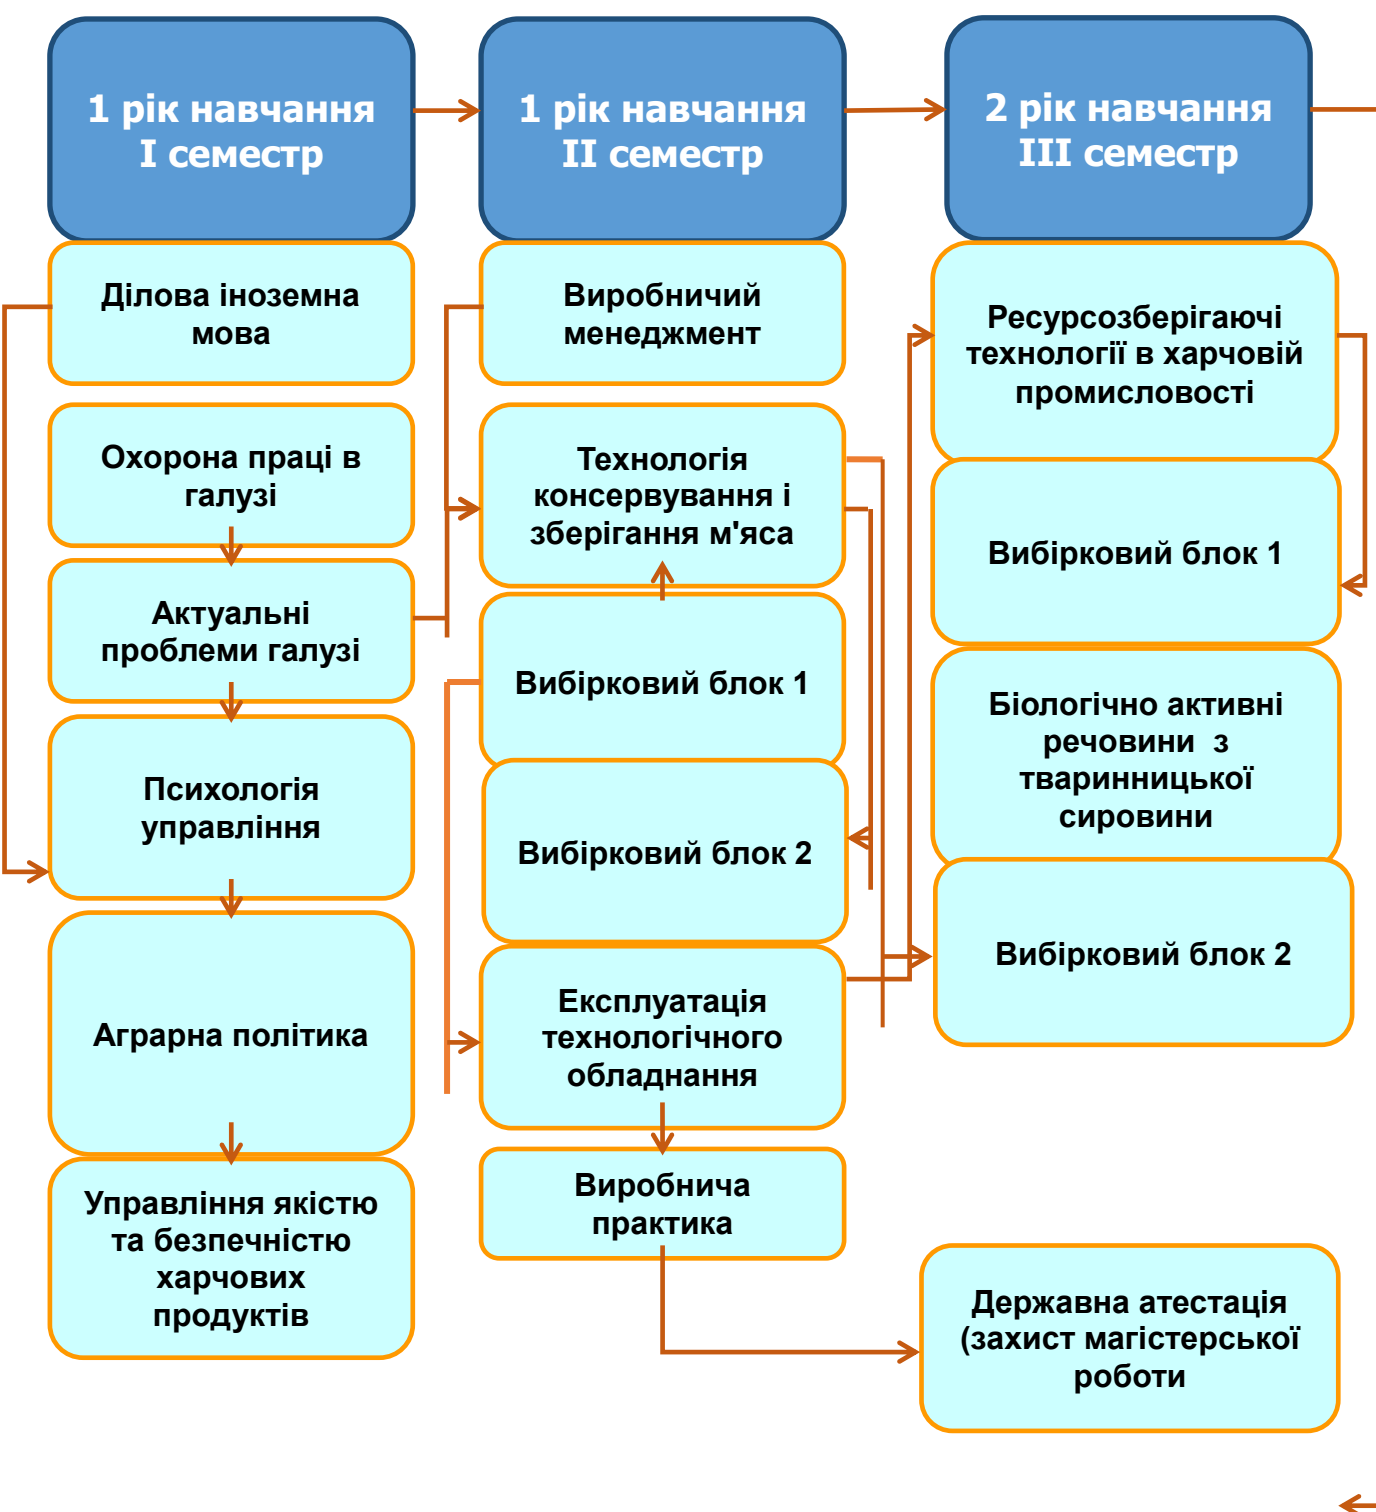 1 рік навчання
І семестр
1 рік навчання
ІІ семестр
2 рік навчання
ІІІ семестр
Ділова іноземна
мова
Охорона праці в
галузі
Актуальні
проблеми галузі
Психологія
управління
Аграрна політика
Управління якістю
та безпечністю
харчових
продуктів
Виробничий
менеджмент
Технологія
консервування і
зберігання м'яса
Вибірковий блок 1
Вибірковий блок 2
Експлуатація
технологічного
обладнання
Виробнича
практика
Ресурсозберігаючі
технології в харчовій
промисловості
Вибірковий блок 1
Біологічно активні
речовини  з
тваринницької
сировини
Вибірковий блок 2
Державна атестація
(захист магістерської
роботи